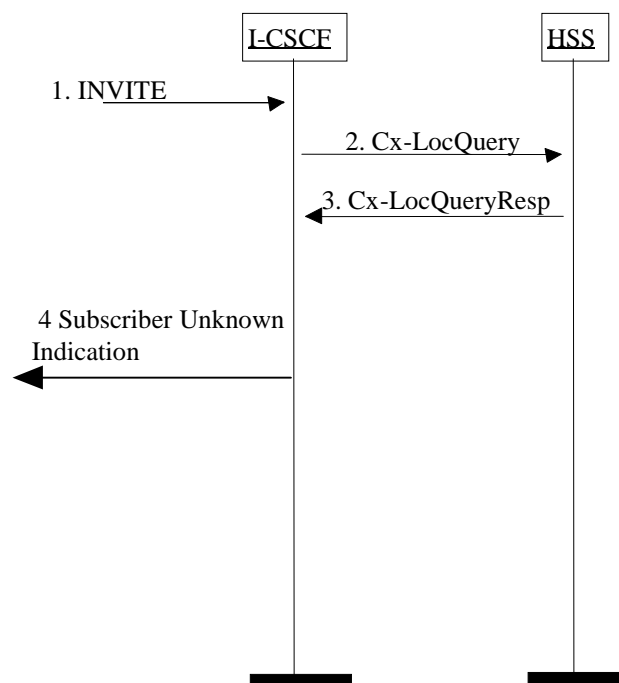 I-CSCF
HSS
1. INVITE
2. Cx-LocQuery
3. Cx-LocQueryResp
4 Subscriber Unknown
Indication